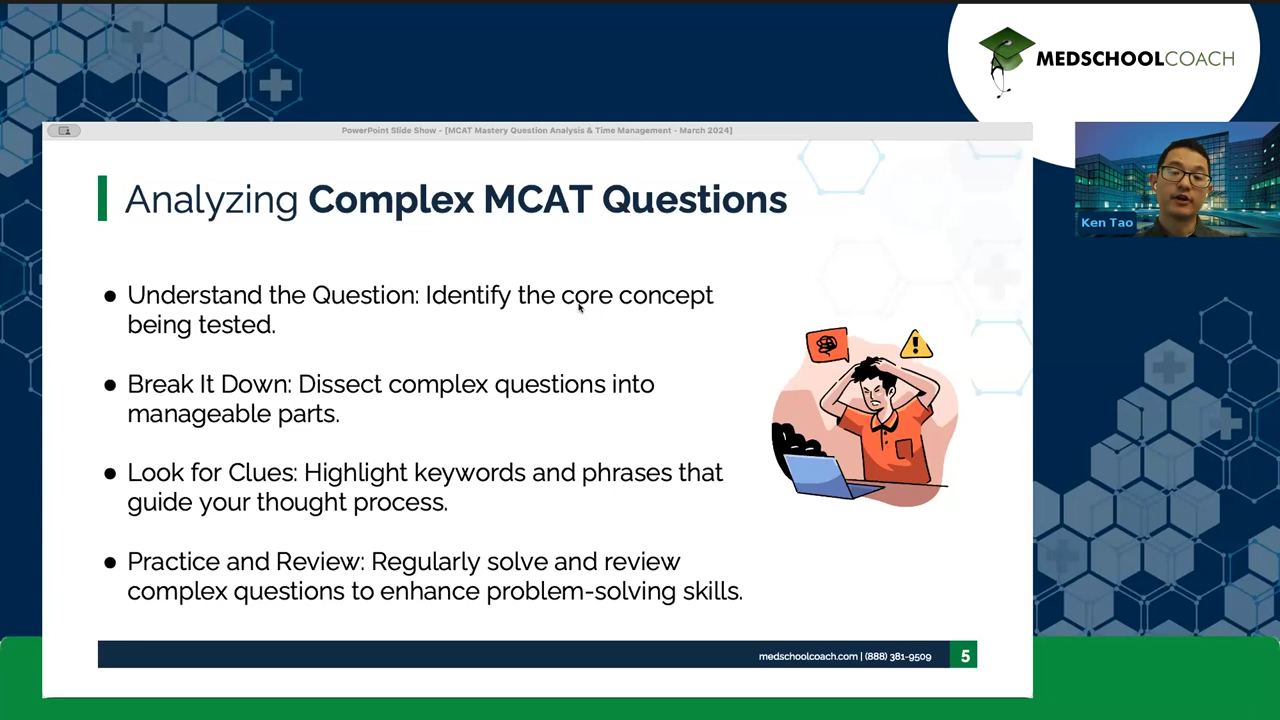 MEDSCHOOLCOACH
PowerPoint Slide Show - [MCAT Mastery Question Analysis & Time Management - March 2024]
Analyzing Complex MCAT Questions
Ken Tao
● Understand the Question: Identify the core concept
being tested.
● Break It Down: Dissect complex questions into
manageable parts.
● Look for Clues: Highlight keywords and phrases that
guide your thought process.
● Practice and Review: Regularly solve and review
complex questions to enhance problem-solving skills.
medschoolcoach.com | (888) 381-9509
5